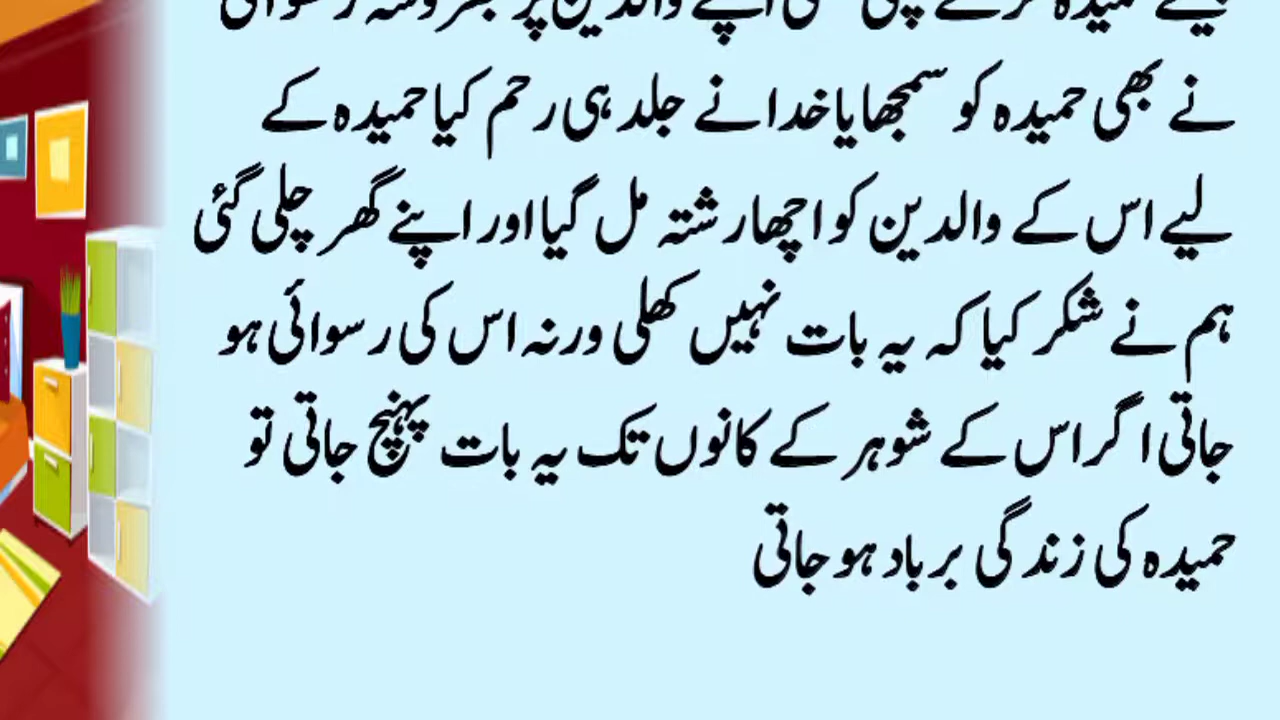 اپنے والدین پر
نے بھی حمیدہ کو سمجھایا خدا نے جلد ہی رحم کیا حمیدہ کے
لیے اس کے والدین کو اچھا رشتہ مل گیا اور اپنے گھر چلی گئی
ہم نے شکر کیا کہ یہ بات نہیں کھلی ورنہ اس کی رسوائی ہو
جاتی اگر اس کے شوہر کے کانوں تک یہ بات پہنچ جاتی تو
حمیدہ کی زندگی برباد ہو جاتی